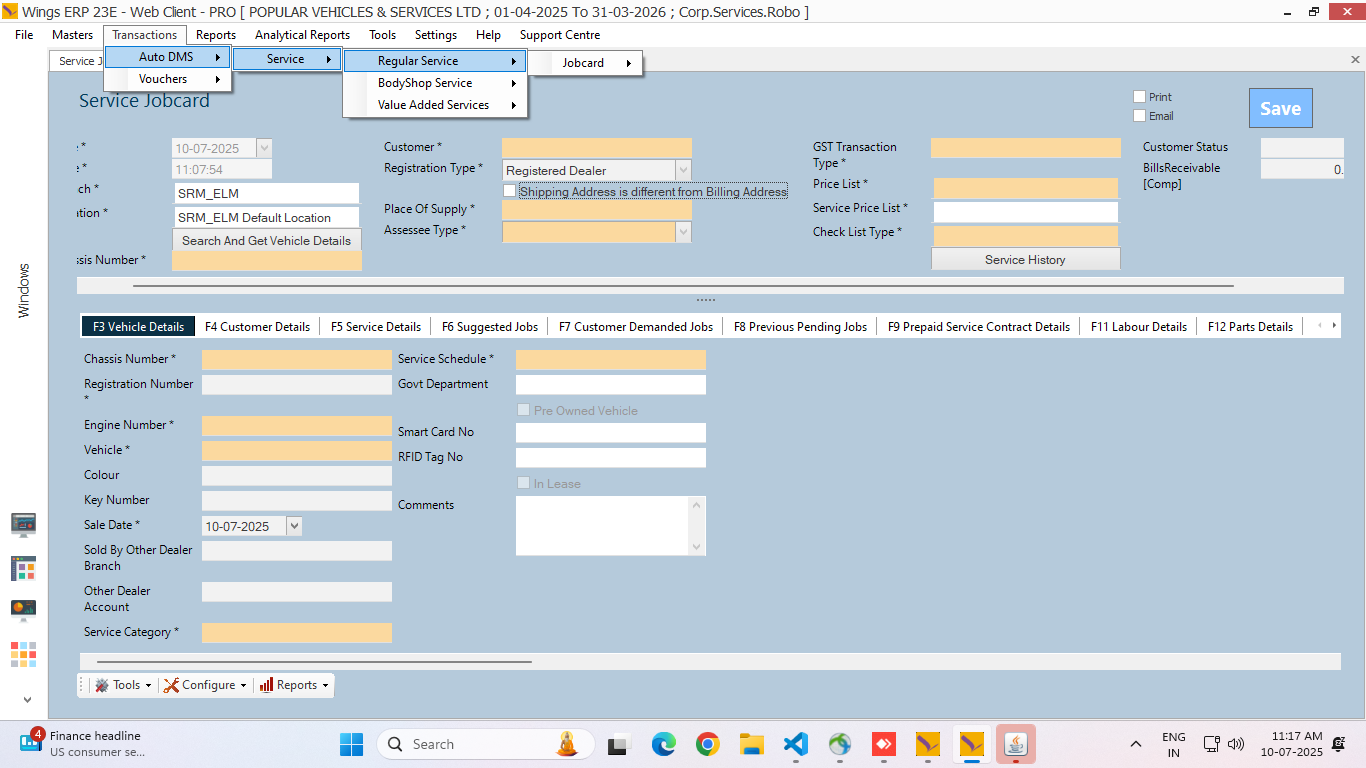 Wings ERP 23E - Web Client - PRO [ POPULAR VEHICLES & SERVICES LTD ; 01-04-2025 To 31-03-2026 ; Corp.Services.Robo ]
File Masters Transactions Reports Analytical Reports Tools Settings Help Support Centre
Service J
Auto DMS
Vouchers
Service
Regular Service
BodyShop Service
Value Added Services
Jobcard
Service Jobcard
Print
Email
Save
*
10-07-2025
e *
11:07:54
ch *
SRM_ELM
ation *
SRM_ELM Default Location
Search And Get Vehicle Details
ssis Number *
Customer *
Registration Type *
Registered Dealer
Shipping Address is different from Billing Address
Place Of Supply *
Assessee Type *
GST Transaction
Type *
Price List *
Service Price List *
Check List Type *
Service History
Customer Status
BillsReceivable
[Comp]
0.
F3 Vehicle Details F4 Customer Details F5 Service Details F6 Suggested Jobs F7 Customer Demanded Jobs F8 Previous Pending Jobs F9 Prepaid Service Contract Details F11 Labour Details F12 Parts Details
Chassis Number *
Registration Number
*
Engine Number *
Vehicle *
Colour
Key Number
Sale Date *
10-07-2025
Sold By Other Dealer
Branch
Other Dealer
Account
Service Category *
Service Schedule *
Govt Department
Pre Owned Vehicle
Smart Card No
RFID Tag No
In Lease
Comments
Windows
Tools Configure Reports
4
Finance headline
US consumer se...
Search
ENG
IN
11:17 AM
10-07-2025